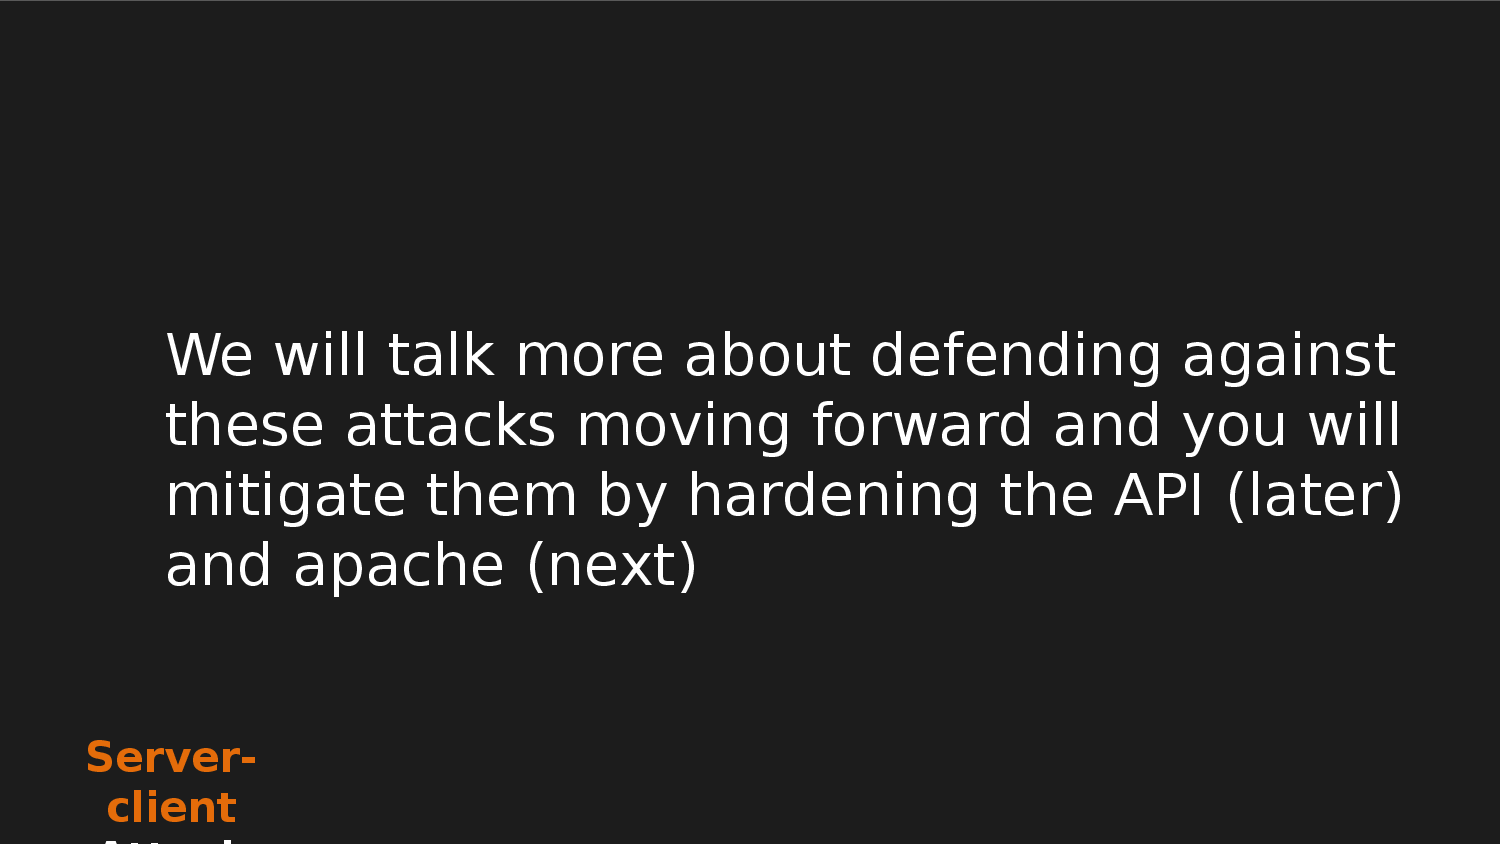 We will talk more about defending against
these attacks moving forward and you will
mitigate them by hardening the API (later)
and apache (next)
Server-
client